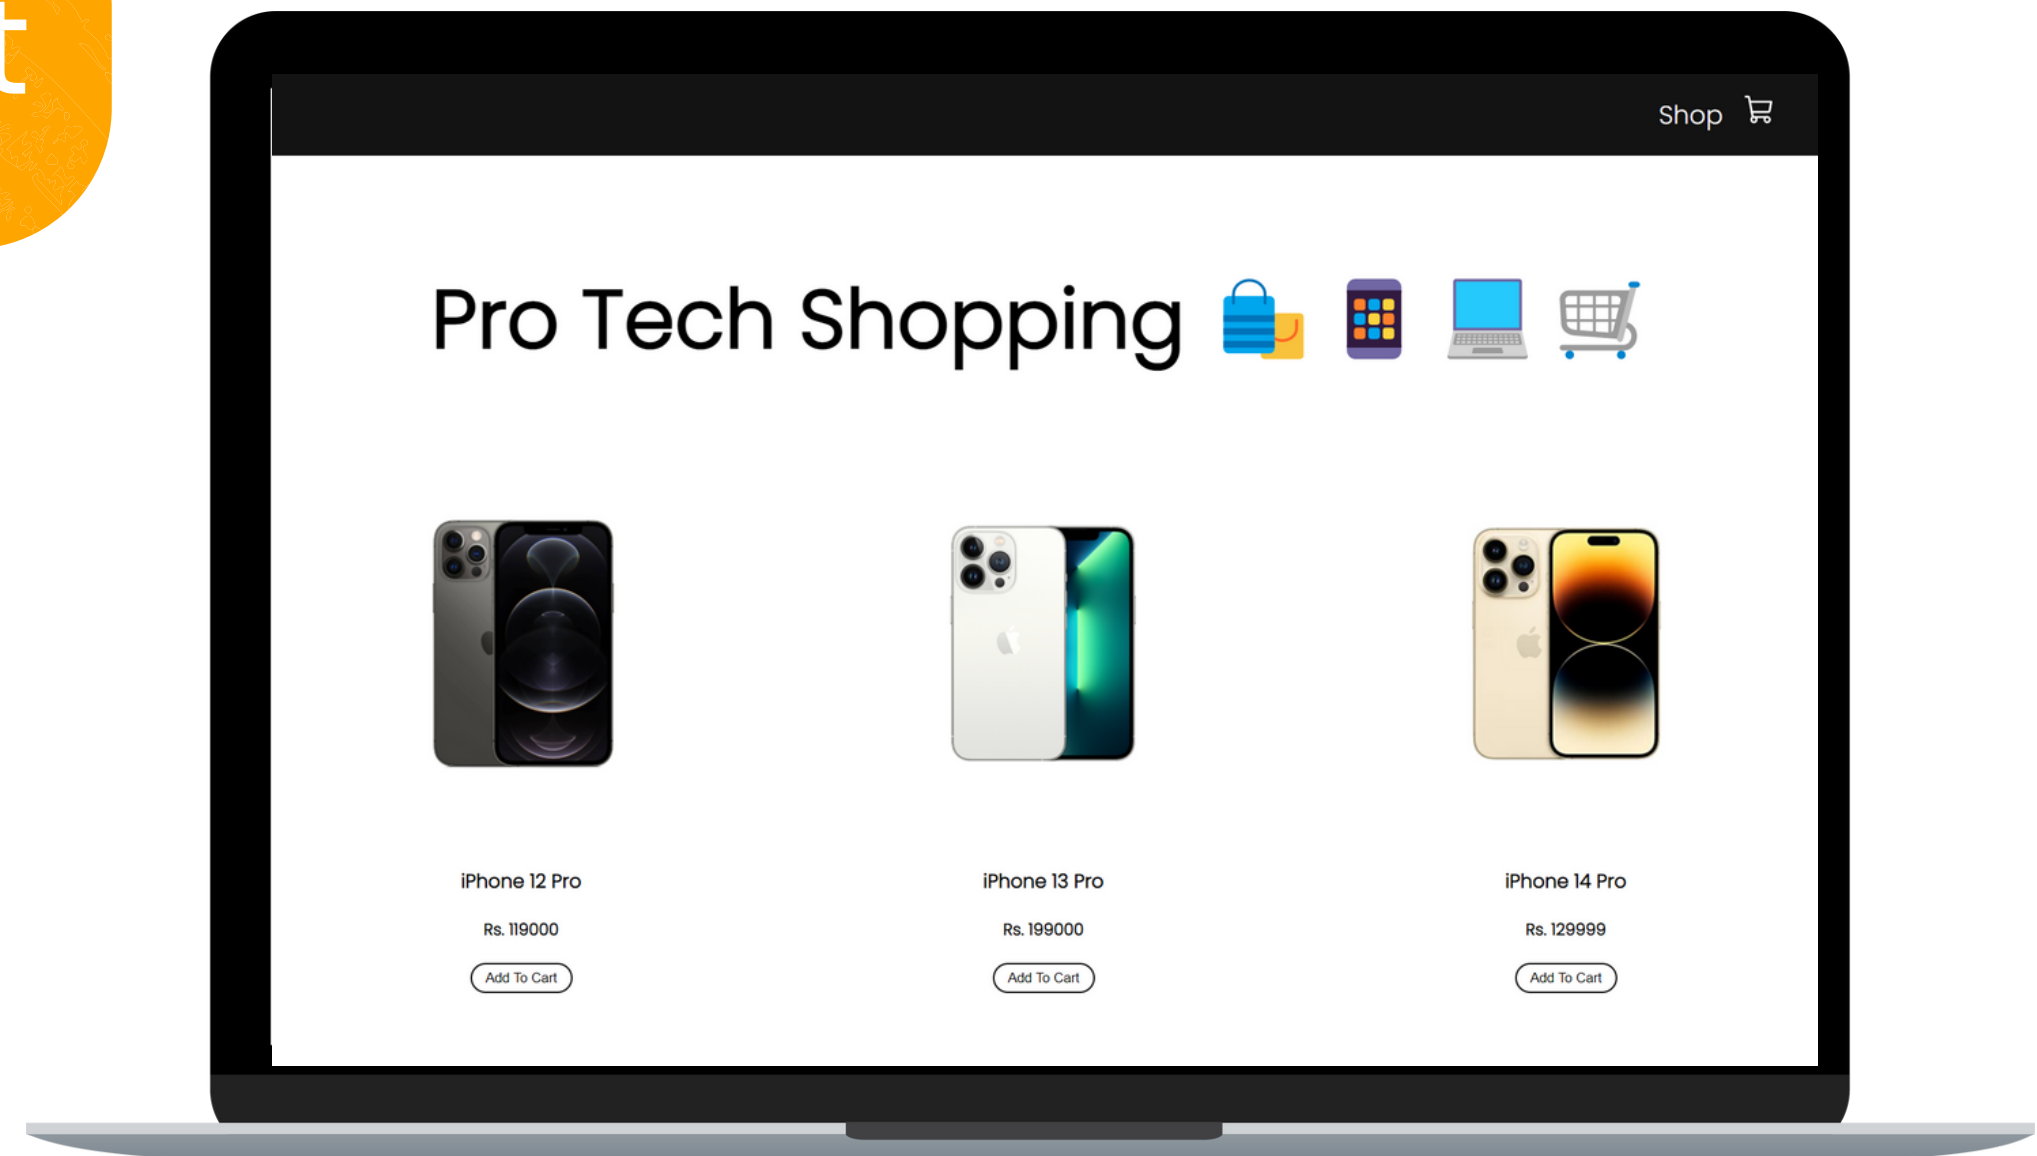 t
Shop
Pro Tech Shopping
iPhone 12 Pro
iPhone 13 Pro
iPhone 14 Pro
Rs. 119000
Rs. 199000
Rs. 129999
Add To Cart
Add To Cart
Add To Cart